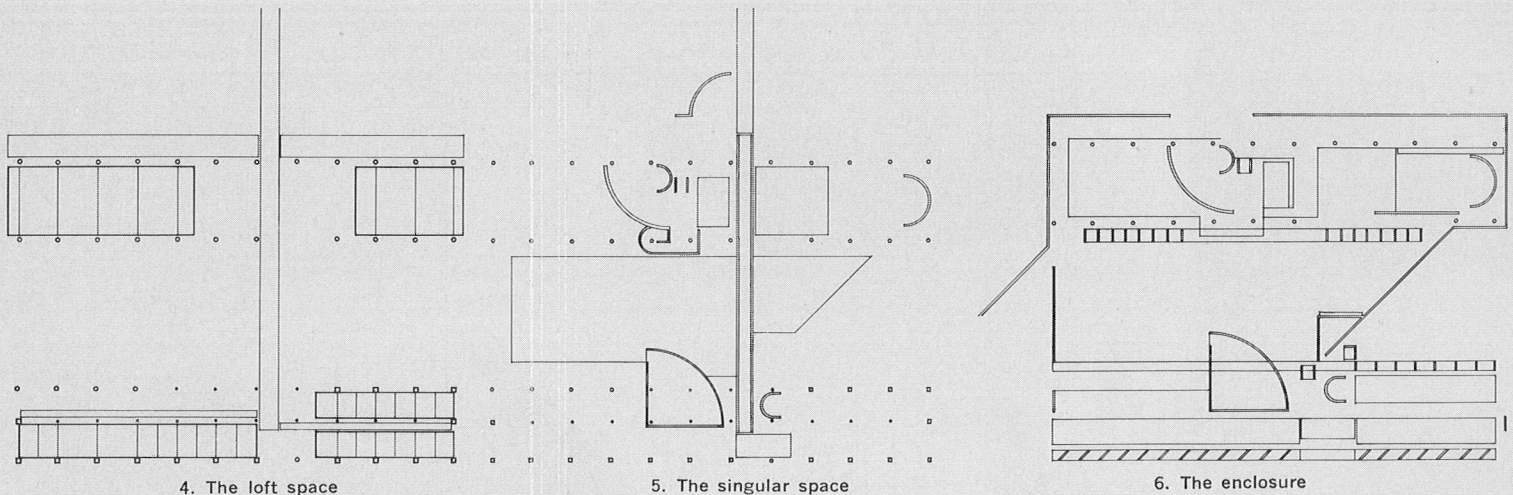 4. The loft space
5. The singular space
6. The enclosure